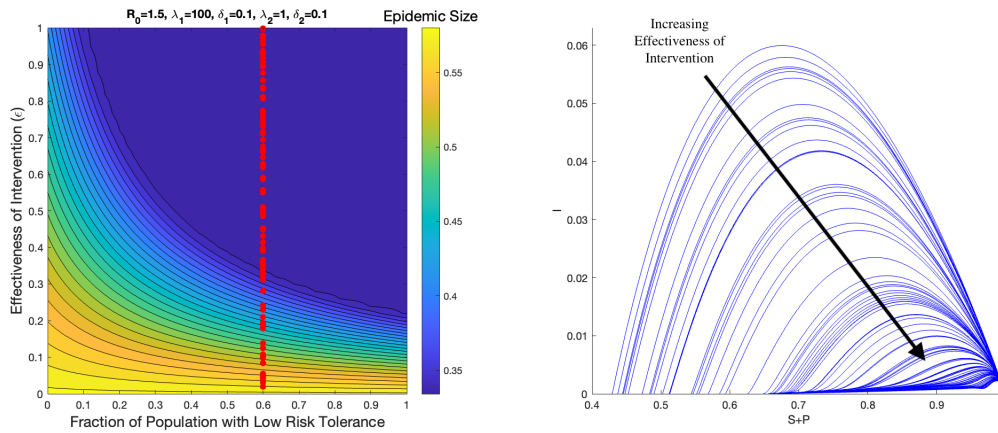 R0=1.5, λ1=100, δ1=0.1, λ2=1, δ2=0.1
Epidemic Size
1
0.9
0.8
0.7
0.6
0.5
0.4
0.3
0.2
0.1
0
Effectiveness of Intervention (ϵ)
0 0.1 0.2 0.3 0.4 0.5 0.6 0.7 0.8 0.9 1
Fraction of Population with Low Risk Tolerance
0.55
0.5
0.45
0.4
0.35
Increasing
Effectiveness of
Intervention
0.06
0.05
0.04
0.03
0.02
0.01
0
I
0.4 0.5 0.6 0.7 0.8 0.9
S+P